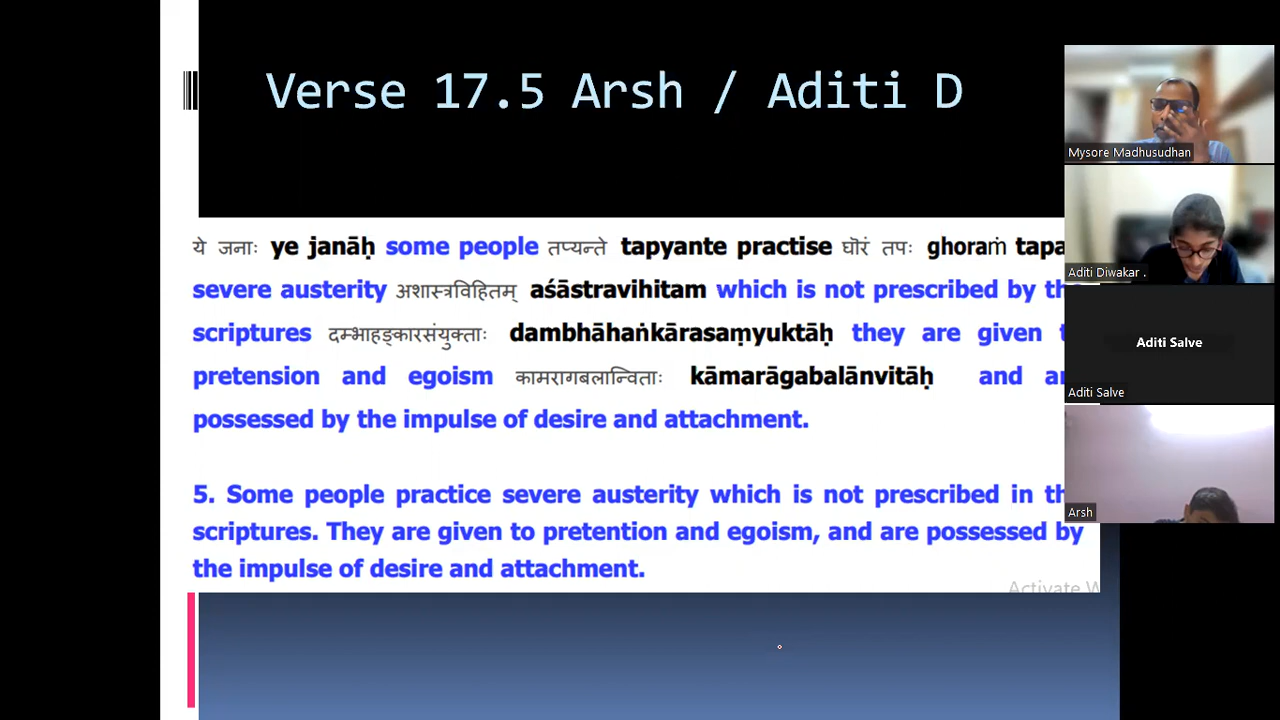 Verse 17.5 Arsh / Aditi D
ये जनाः ye janāḥ some people तप्यन्ते tapyante practise घॊरं तपः ghoraṁ tapa
severe austerity अशास्त्रविहितम् aśāstravihitam which is not prescribed by th
scriptures दम्भाहङ्कारसंयुक्ताः dambhāhaṅkārasaṃyuktāḥ they are given t
pretension and egoism कामरागबलान्विताः kāmarāgabalānvitāḥ and ar
possessed by the impulse of desire and attachment.
5. Some people practice severe austerity which is not prescribed in th
scriptures. They are given to pretention and egoism, and are possessed by
the impulse of desire and attachment.
Activate W
Mysore Madhusudhan
Aditi Diwakar .
Aditi Salve
Aditi Salve
Arsh